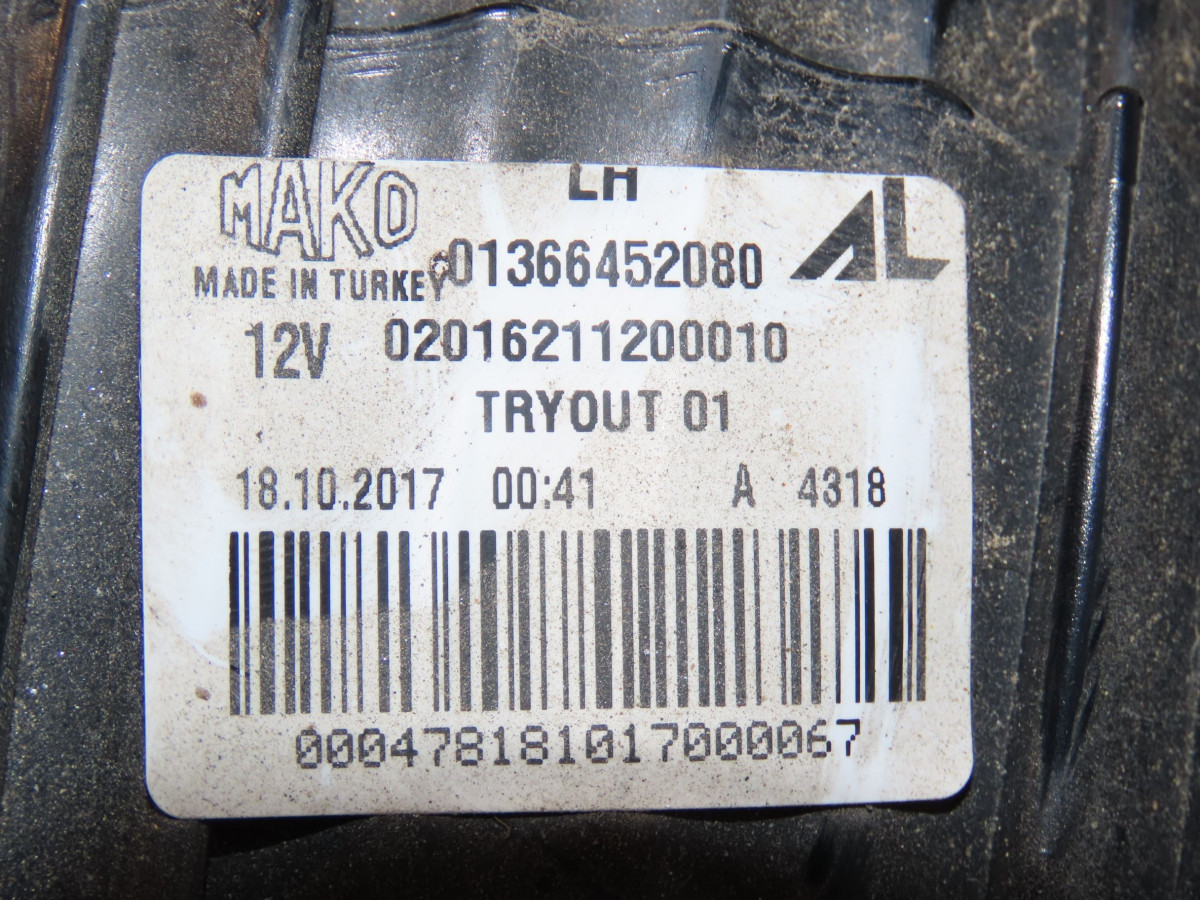 MAKO LH AL
MADE IN TURKEY 01366452080
12V 02016211200010
TRYOUT 01
18.10.2017 00:41 A 4318
000478181017000067